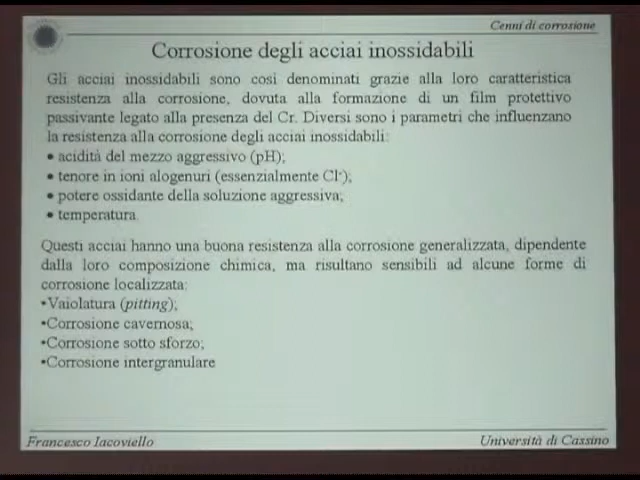 Cenni di corrosione
Corrosione degli acciai inossidabili
Gli acciai inossidabili sono così denominati grazie alla loro caratteristica
resistenza alla corrosione, dovuta alla formazione di un film protettivo
passivante legato alla presenza del Cr. Diversi sono i parametri che influenzano
la resistenza alla corrosione degli acciai inossidabili:
• acidità del mezzo aggressivo (pH);
• tenore in ioni alogenuri (essenzialmente Cl⁻);
• potere ossidante della soluzione aggressiva;
• temperatura.
Questi acciai hanno una buona resistenza alla corrosione generalizzata, dipendente
dalla loro composizione chimica, ma risultano sensibili ad alcune forme di
corrosione localizzata:
•Vaiolatura (pitting);
•Corrosione cavernosa;
•Corrosione sotto sforzo;
•Corrosione intergranulare
Francesco Iacoviello
Università di Cassino